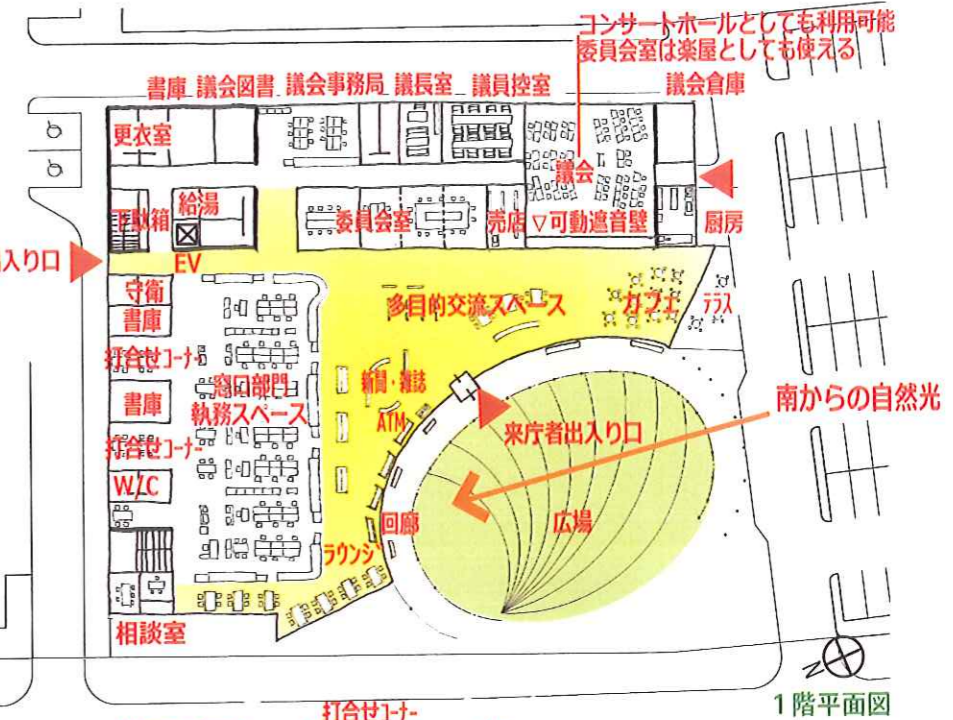 コンサートホールとしても利用可能
委員会室は楽屋としても使える
書庫 議会図書 議会事務局 議長室 議員控室 議会倉庫
更衣室
議会
下駄箱
給湯
委員会室
売店
▽可動遮音壁
厨房
入り口
EV
守衛
書庫
多目的交流スペース
カフェ
テラス
打合せコーナー
窓口部門
執務スペース
新聞・雑誌
書庫
ATM
南からの自然光
来庁者出入り口
打合せコーナー
W/C
回廊
広場
ラウンジ
相談室
N
1階平面図
打合せコーナー